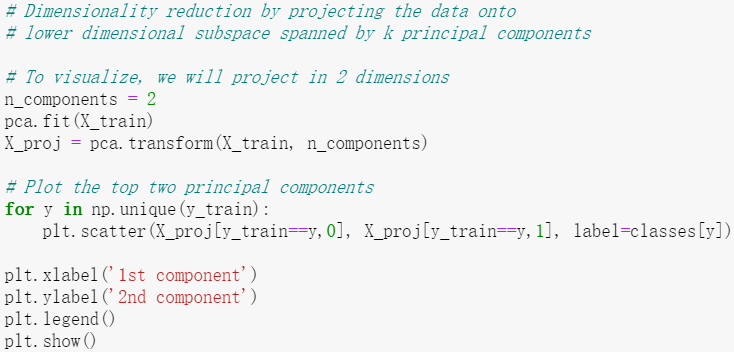 # Dimensionality reduction by projecting the data onto
# lower dimensional subspace spanned by k principal components
# To visualize, we will project in 2 dimensions
n_components = 2
pca.fit(X_train)
X_proj = pca.transform(X_train, n_components)
# Plot the top two principal components
for y in np.unique(y_train):
    plt.scatter(X_proj[y_train==y,0], X_proj[y_train==y,1], label=classes[y])
plt.xlabel('1st component')
plt.ylabel('2nd component')
plt.legend()
plt.show()